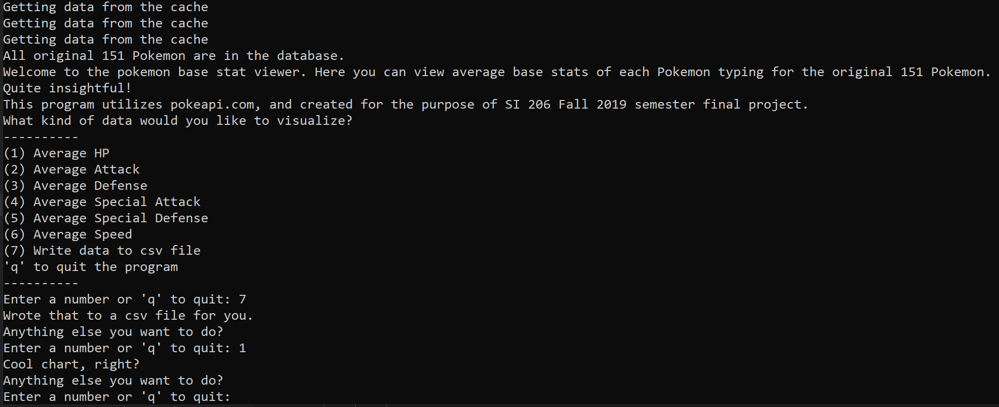 Getting data from the cache
Getting data from the cache
Getting data from the cache
All original 151 Pokemon are in the database.
Welcome to the pokemon base stat viewer. Here you can view average base stats of each Pokemon typing for the original 151 Pokemon.
Quite insightful!
This program utilizes pokeapi.com, and created for the purpose of SI 206 Fall 2019 semester final project.
What kind of data would you like to visualize?
----------
(1) Average HP
(2) Average Attack
(3) Average Defense
(4) Average Special Attack
(5) Average Special Defense
(6) Average Speed
(7) Write data to csv file
'q' to quit the program
----------
Enter a number or 'q' to quit: 7
Wrote that to a csv file for you.
Anything else you want to do?
Enter a number or 'q' to quit: 1
Cool chart, right?
Anything else you want to do?
Enter a number or 'q' to quit: